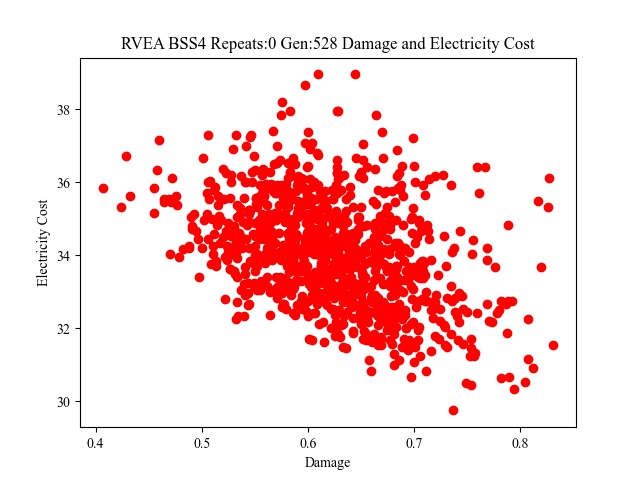 RVEA BSS4 Repeats:0 Gen:528 Damage and Electricity Cost
38
36
34
32
30
Electricity Cost
0.4 0.5 0.6 0.7 0.8
Damage